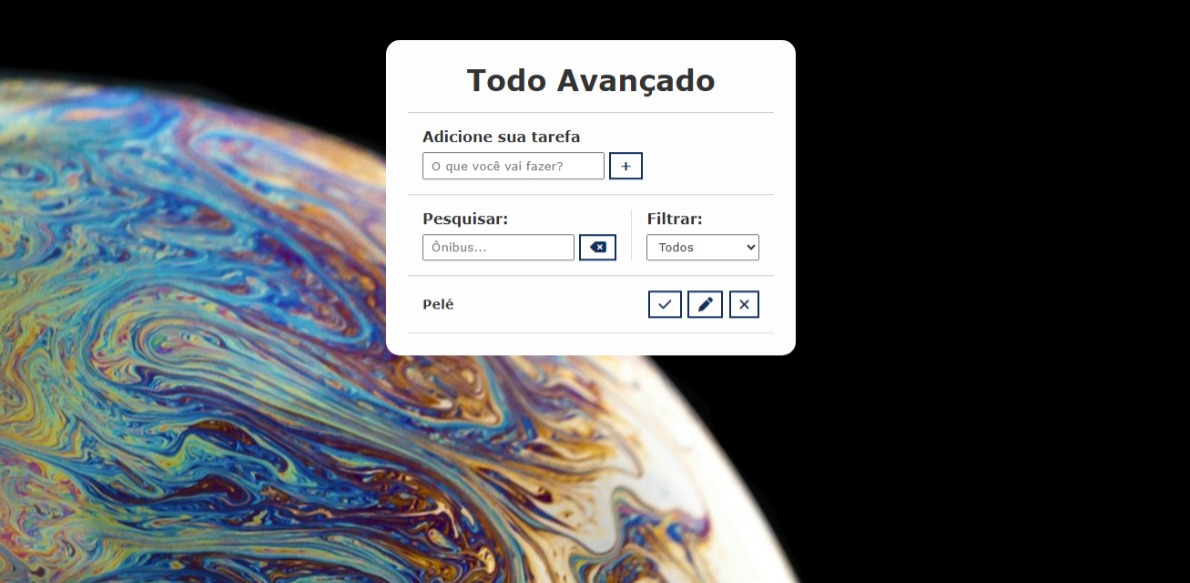 Todo Avançado
Adicione sua tarefa
O que você vai fazer?
+
Pesquisar:
Filtrar:
Ônibus...
Todos
Pelé